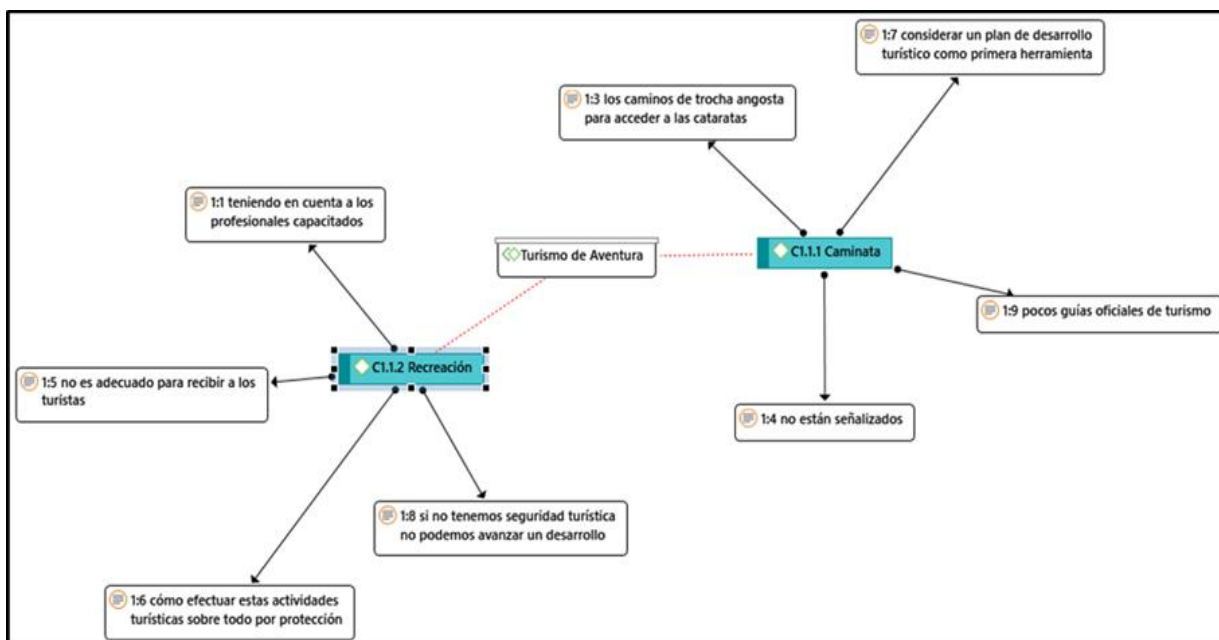 1:7 considerar un plan de desarrollo
turístico como primera herramienta
1:3 los caminos de trocha angosta
para acceder a las cataratas
1:1 teniendo en cuenta a los
profesionales capacitados
Turismo de Aventura
C1.1.1 Caminata
1:9 pocos guías oficiales de turismo
C1.1.2 Recreación
1:5 no es adecuado para recibir a los
turistas
1:4 no están señalizados
1:8 si no tenemos seguridad turística
no podemos avanzar un desarrollo
1:6 cómo efectuar estas actividades
turísticas sobre todo por protección